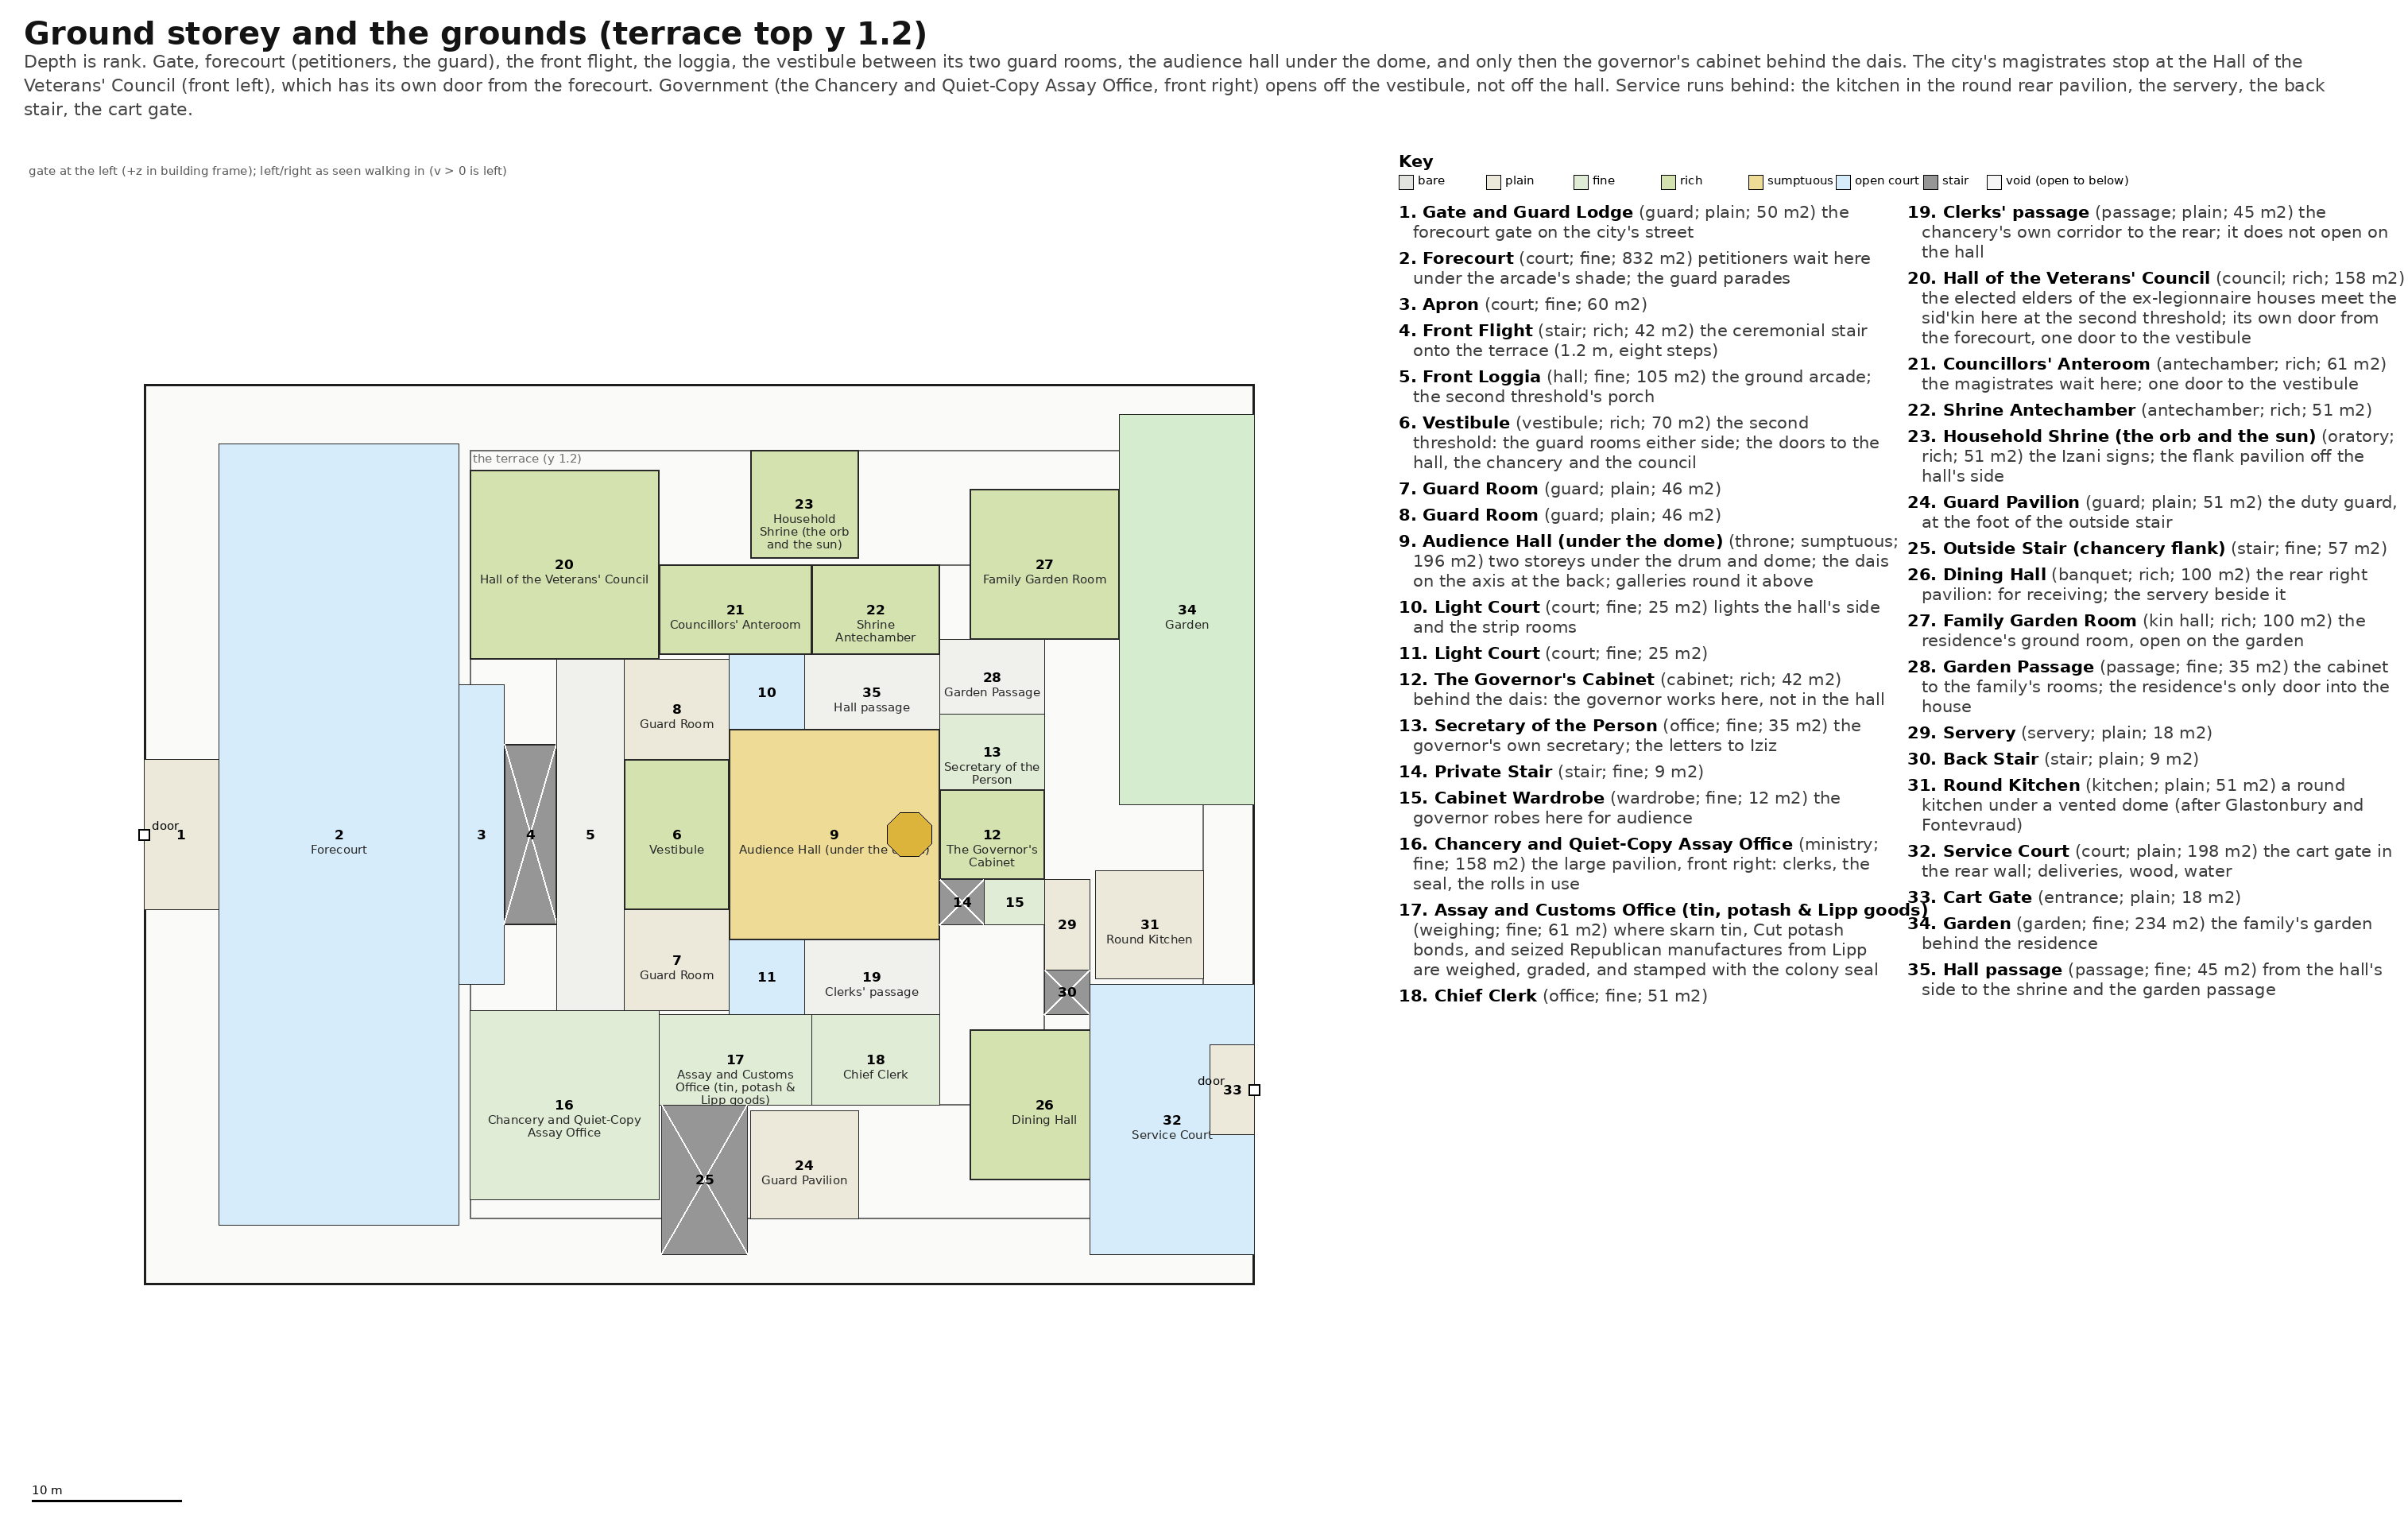 Ground storey and the grounds (terrace top y 1.2)
Depth is rank. Gate, forecourt (petitioners, the guard), the front flight, the loggia, the vestibule between its two guard rooms, the audience hall under the dome, and only then the governor's cabinet behind the dais. The city's magistrates stop at the Hall of the
Veterans' Council (front left), which has its own door from the forecourt. Government (the Chancery and Quiet-Copy Assay Office, front right) opens off the vestibule, not off the hall. Service runs behind: the kitchen in the round rear pavilion, the servery, the back
stair, the cart gate.
gate at the left (+z in building frame); left/right as seen walking in (v > 0 is left)
the terrace (y 1.2)
door
1
2
Forecourt
3
4
5
6
Vestibule
7
Guard Room
8
Guard Room
9
Audience Hall (under the
10
11
12
The Governor's
Cabinet
13
Secretary of the
Person
14
15
16
Chancery and Quiet-Copy
Assay Office
17
Assay and Customs
Office (tin, potash &
Lipp goods)
18
Chief Clerk
19
Clerks' passage
20
Hall of the Veterans' Council
21
Councillors' Anteroom
22
Shrine
Antechamber
23
Household
Shrine (the orb
and the sun)
24
Guard Pavilion
25
26
Dining Hall
27
Family Garden Room
28
Garden Passage
29
30
31
Round Kitchen
32
Service Court
door
33
34
Garden
35
Hall passage
10 m
Key
bare plain fine rich sumptuous open court stair void (open to below)
1. Gate and Guard Lodge (guard; plain; 50 m2) the
forecourt gate on the city's street
2. Forecourt (court; fine; 832 m2) petitioners wait here
under the arcade's shade; the guard parades
3. Apron (court; fine; 60 m2)
4. Front Flight (stair; rich; 42 m2) the ceremonial stair
onto the terrace (1.2 m, eight steps)
5. Front Loggia (hall; fine; 105 m2) the ground arcade;
the second threshold's porch
6. Vestibule (vestibule; rich; 70 m2) the second
threshold: the guard rooms either side; the doors to the
hall, the chancery and the council
7. Guard Room (guard; plain; 46 m2)
8. Guard Room (guard; plain; 46 m2)
9. Audience Hall (under the dome) (throne; sumptuous;
196 m2) two storeys under the drum and dome; the dais
on the axis at the back; galleries round it above
10. Light Court (court; fine; 25 m2) lights the hall's side
and the strip rooms
11. Light Court (court; fine; 25 m2)
12. The Governor's Cabinet (cabinet; rich; 42 m2)
behind the dais: the governor works here, not in the hall
13. Secretary of the Person (office; fine; 35 m2) the
governor's own secretary; the letters to Iziz
14. Private Stair (stair; fine; 9 m2)
15. Cabinet Wardrobe (wardrobe; fine; 12 m2) the
governor robes here for audience
16. Chancery and Quiet-Copy Assay Office (ministry;
fine; 158 m2) the large pavilion, front right: clerks, the
seal, the rolls in use
17. Assay and Customs Office (tin, potash & Lipp goods)
(weighing; fine; 61 m2) where skarn tin, Cut potash
bonds, and seized Republican manufactures from Lipp
are weighed, graded, and stamped with the colony seal
18. Chief Clerk (office; fine; 51 m2)
19. Clerks' passage (passage; plain; 45 m2) the
chancery's own corridor to the rear; it does not open on
the hall
20. Hall of the Veterans' Council (council; rich; 158 m2)
the elected elders of the ex-legionnaire houses meet the
sid'kin here at the second threshold; its own door from
the forecourt, one door to the vestibule
21. Councillors' Anteroom (antechamber; rich; 61 m2)
the magistrates wait here; one door to the vestibule
22. Shrine Antechamber (antechamber; rich; 51 m2)
23. Household Shrine (the orb and the sun) (oratory;
rich; 51 m2) the Izani signs; the flank pavilion off the
hall's side
24. Guard Pavilion (guard; plain; 51 m2) the duty guard,
at the foot of the outside stair
25. Outside Stair (chancery flank) (stair; fine; 57 m2)
26. Dining Hall (banquet; rich; 100 m2) the rear right
pavilion: for receiving; the servery beside it
27. Family Garden Room (kin hall; rich; 100 m2) the
residence's ground room, open on the garden
28. Garden Passage (passage; fine; 35 m2) the cabinet
to the family's rooms; the residence's only door into the
house
29. Servery (servery; plain; 18 m2)
30. Back Stair (stair; plain; 9 m2)
31. Round Kitchen (kitchen; plain; 51 m2) a round
kitchen under a vented dome (after Glastonbury and
Fontevraud)
32. Service Court (court; plain; 198 m2) the cart gate in
the rear wall; deliveries, wood, water
33. Cart Gate (entrance; plain; 18 m2)
34. Garden (garden; fine; 234 m2) the family's garden
behind the residence
35. Hall passage (passage; fine; 45 m2) from the hall's
side to the shrine and the garden passage